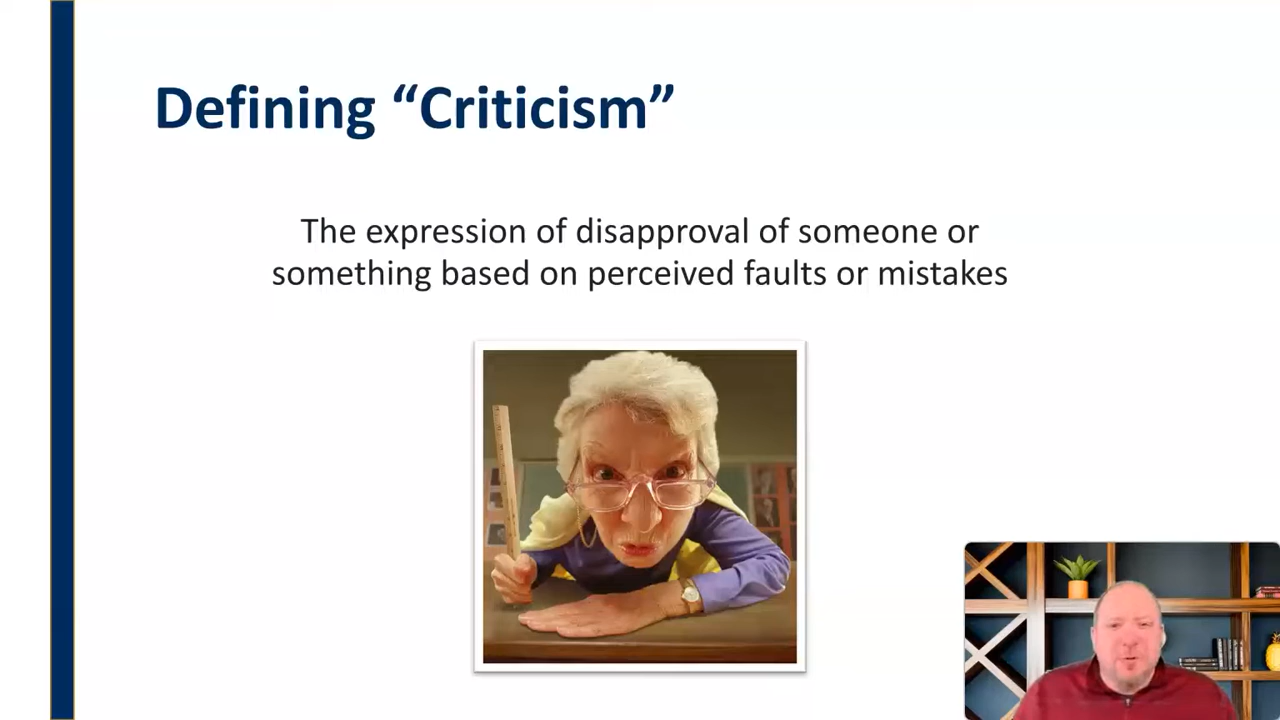 Defining “Criticism”
The expression of disapproval of someone or
something based on perceived faults or mistakes